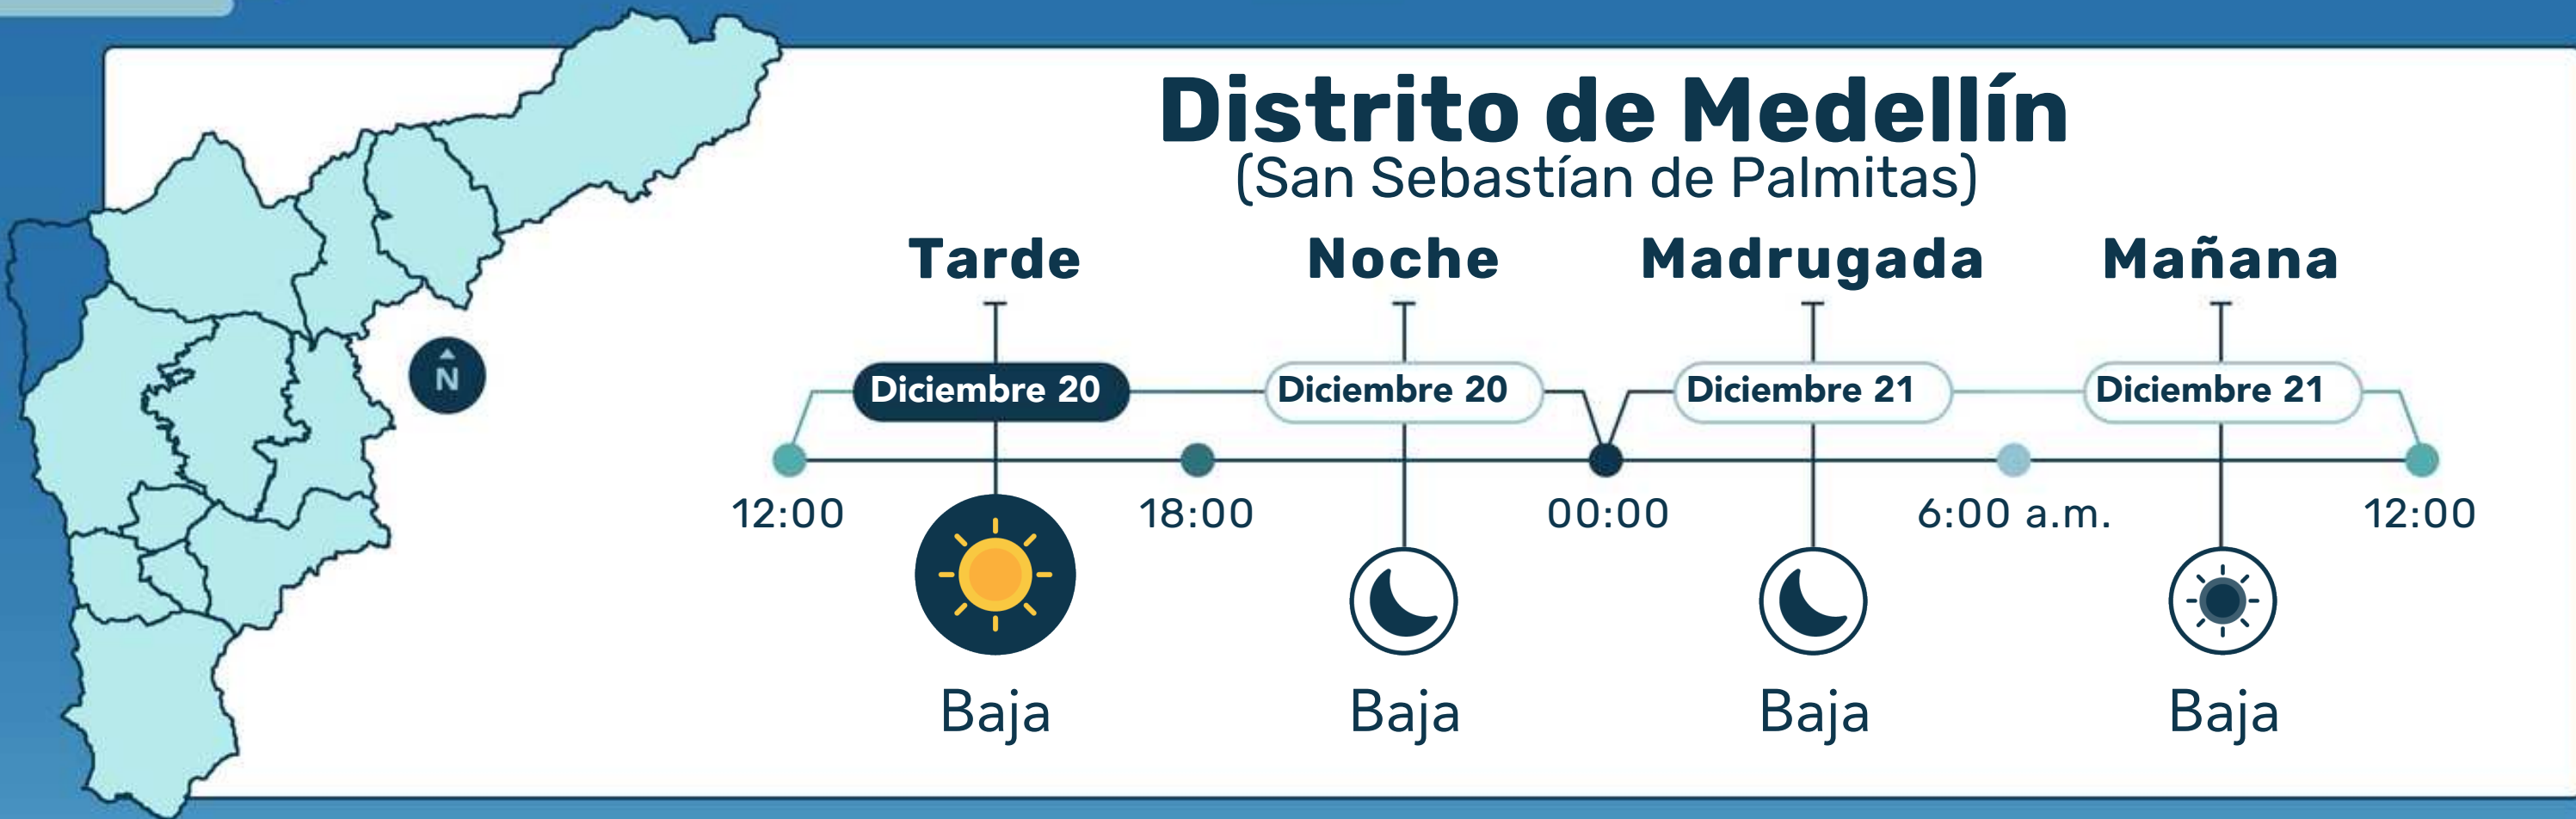 Distrito de Medellín
(San Sebastían de Palmitas)
Tarde Noche Madrugada Mañana
Diciembre 20 Diciembre 20 Diciembre 21 Diciembre 21
N
12:00 18:00 00:00 6:00 a.m. 12:00
Baja Baja Baja Baja